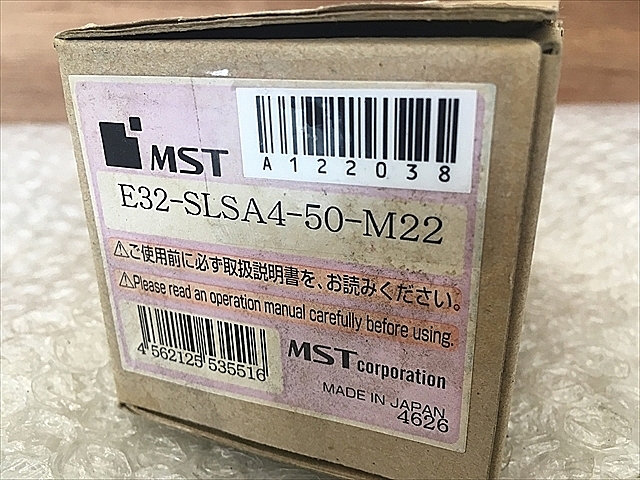 A122038
MST
E32-SLSA4-50-M22
⚠ご使用前に必ず取扱説明書を、お読みください。
⚠Please read an operation manual carefully before using.
4 562125 535516
MST corporation
MADE IN JAPAN
4626